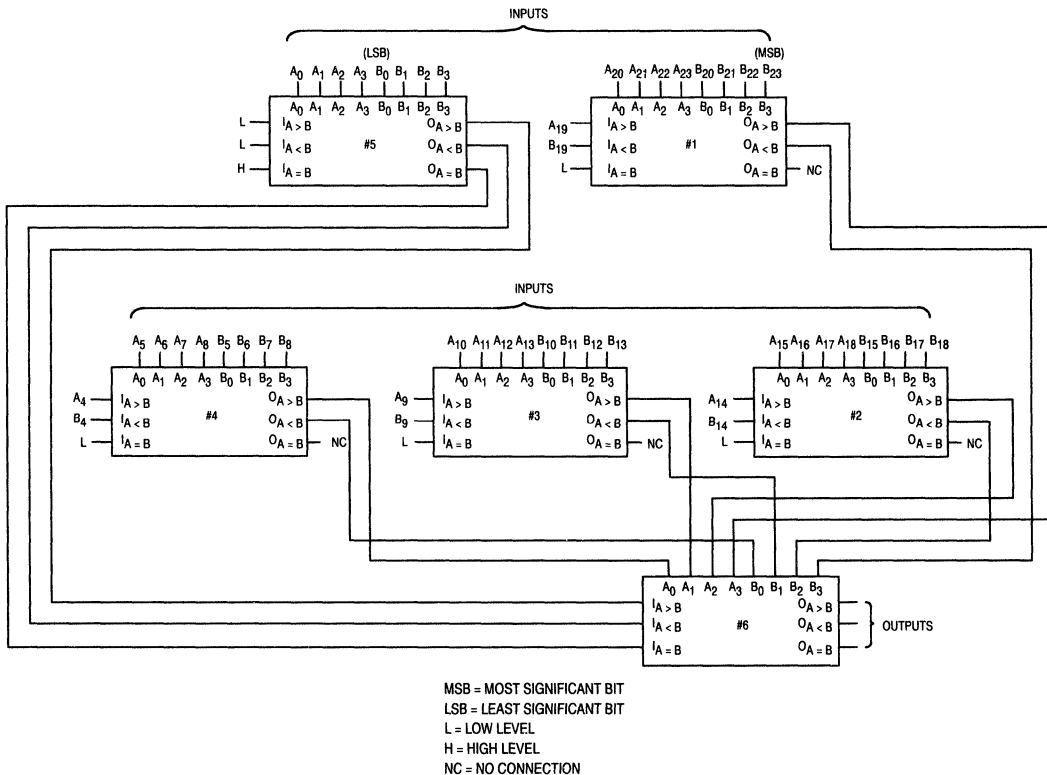 INPUTS
(LSB) (MSB)
A0 A1 A2 A3 B0 B1 B2 B3 A20 A21 A22 A23 B20 B21 B22 B23
A0 A1 A2 A3 B0 B1 B2 B3 A0 A1 A2 A3 B0 B1 B2 B3
L IA > B OA > B A19 IA > B OA > B
L IA < B #5 OA < B B19 IA < B #1 OA < B
H IA = B OA = B L IA = B OA = B NC
INPUTS
A5 A6 A7 A8 B5 B6 B7 B8 A10 A11 A12 A13 B10 B11 B12 B13 A15 A16 A17 A18 B15 B16 B17 B18
A0 A1 A2 A3 B0 B1 B2 B3 A0 A1 A2 A3 B0 B1 B2 B3 A0 A1 A2 A3 B0 B1 B2 B3
A4 IA > B OA > B A9 IA > B OA > B A14 IA > B OA > B
B4 IA < B #4 OA < B B9 IA < B #3 OA < B B14 IA < B #2 OA < B
L IA = B OA = B NC L IA = B OA = B NC L IA = B OA = B NC
A0 A1 A2 A3 B0 B1 B2 B3
IA > B OA > B
IA < B #6 OA < B OUTPUTS
IA = B OA = B
MSB = MOST SIGNIFICANT BIT
LSB = LEAST SIGNIFICANT BIT
L = LOW LEVEL
H = HIGH LEVEL
NC = NO CONNECTION